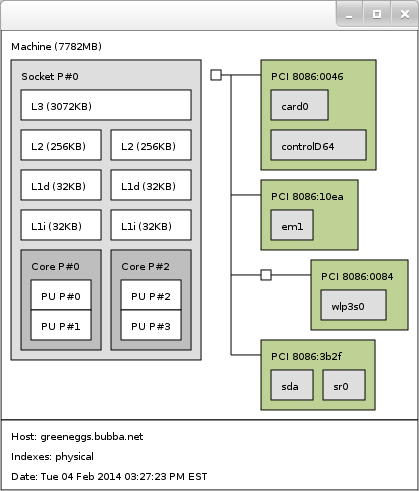 Machine (7782MB)
Socket P#0
L3 (3072KB)
L2 (256KB)
L2 (256KB)
L1d (32KB)
L1d (32KB)
L1i (32KB)
L1i (32KB)
Core P#0
PU P#0
PU P#1
Core P#2
PU P#2
PU P#3
PCI 8086:0046
card0
controlD64
PCI 8086:10ea
em1
PCI 8086:0084
wlp3s0
PCI 8086:3b2f
sda
sr0
Host: greeneggs.bubba.net
Indexes: physical
Date: Tue 04 Feb 2014 03:27:23 PM EST